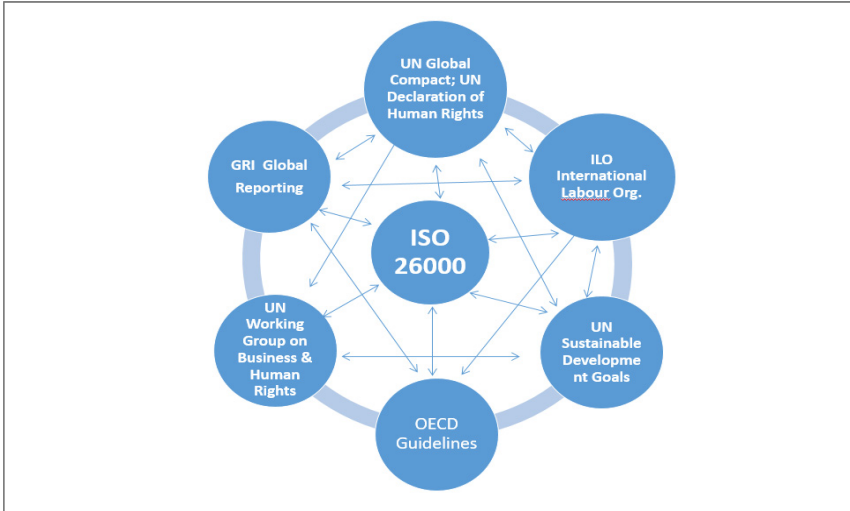 UN Global
Compact; UN
Declaration of
Human Rights
GRI Global
Reporting
ILO
International
Labour Org.
ISO
26000
UN
Working
Group on
Business &
Human
Rights
UN
Sustainable
Developme
nt Goals
OECD
Guidelines